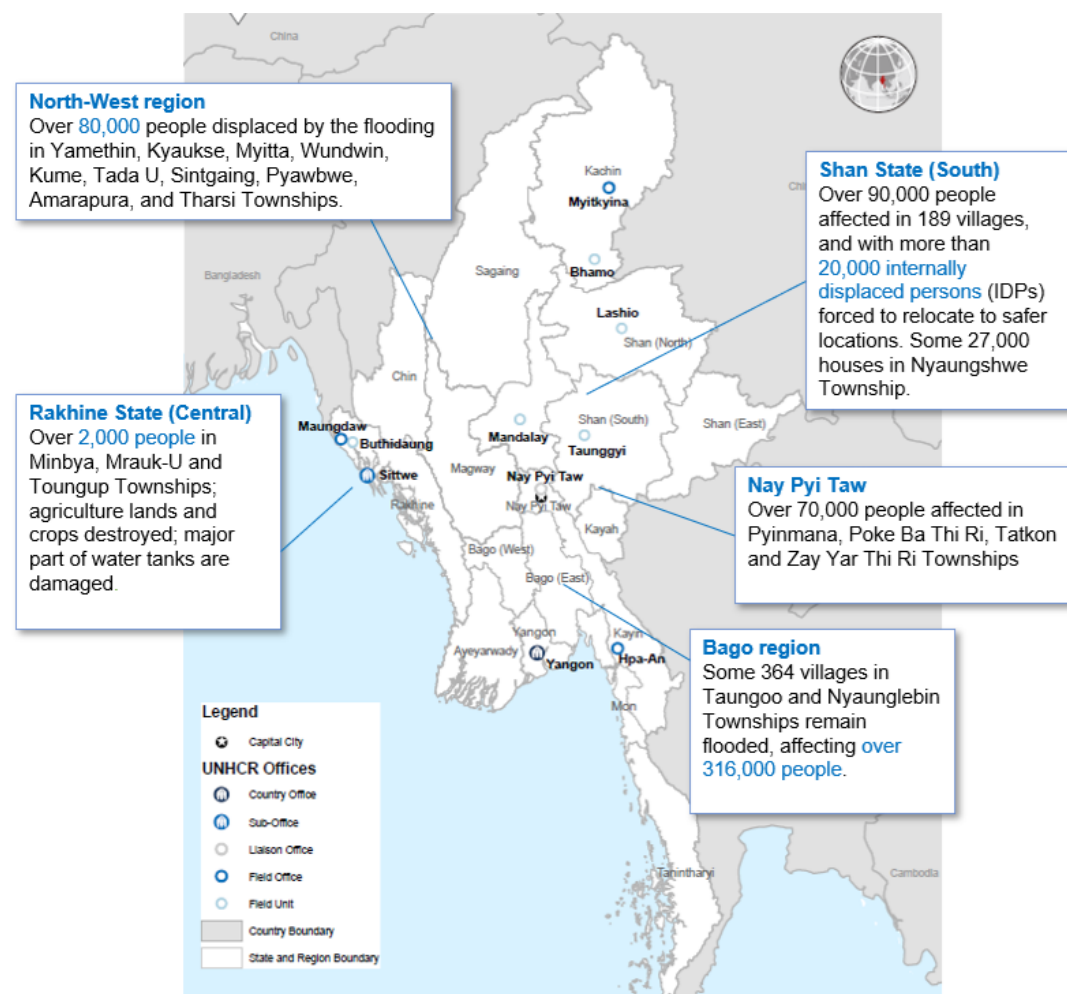 China
North-West region
Over 80,000 people displaced by the flooding
in Yamethin, Kyaukse, Myitta, Wundwin,
Kume, Tada U, Sintgaing, Pyawbwe,
Amarapura, and Tharsi Townships.
Kachin
Myitkyina
Shan State (South)
Over 90,000 people
affected in 189 villages,
and with more than
20,000 internally
displaced persons (IDPs)
forced to relocate to safer
locations. Some 27,000
houses in Nyaungshwe
Township.
Bangladesh
Sagaing
Bhamo
Lashio
Shan (North)
Chin
Rakhine State (Central)
Over 2,000 people in
Minbya, Mrauk-U and
Toungup Townships;
agriculture lands and
crops destroyed; major
part of water tanks are
damaged.
Maungdaw
Buthidaung
Sittwe
Rakhine
Mandalay
Shan (South)
Taunggyi
Shan (East)
Magway
Nay Pyi Taw
Nay Pyi Taw
Kayah
Nay Pyi Taw
Over 70,000 people affected in
Pyinmana, Poke Ba Thi Ri, Tatkon
and Zay Yar Thi Ri Townships
Bago (West)
Bago (East)
Yangon
Ayeyarwady
Yangon
Kayin
Hpa-An
Mon
Bago region
Some 364 villages in
Taungoo and Nyaunglebin
Townships remain
flooded, affecting over
316,000 people.
Tanintharyi
Cambodia
Legend
Capital City
UNHCR Offices
Country Office
Sub-Office
Liaison Office
Field Office
Field Unit
Country Boundary
State and Region Boundary